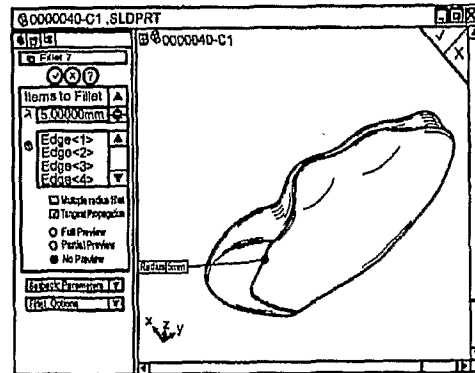 0000040-C1 .SLDPRT
Fillet 7
?
Items to Fillet
5.00000mm
Edge<1>
Edge<2>
Edge<3>
Edge<4>
Multiple radius fillet
Tangent Propagation
Full Preview
Partial Preview
No Preview
Setback Parameters
Fillet Options
0000040-C1
X
Radius 5mm
x z y